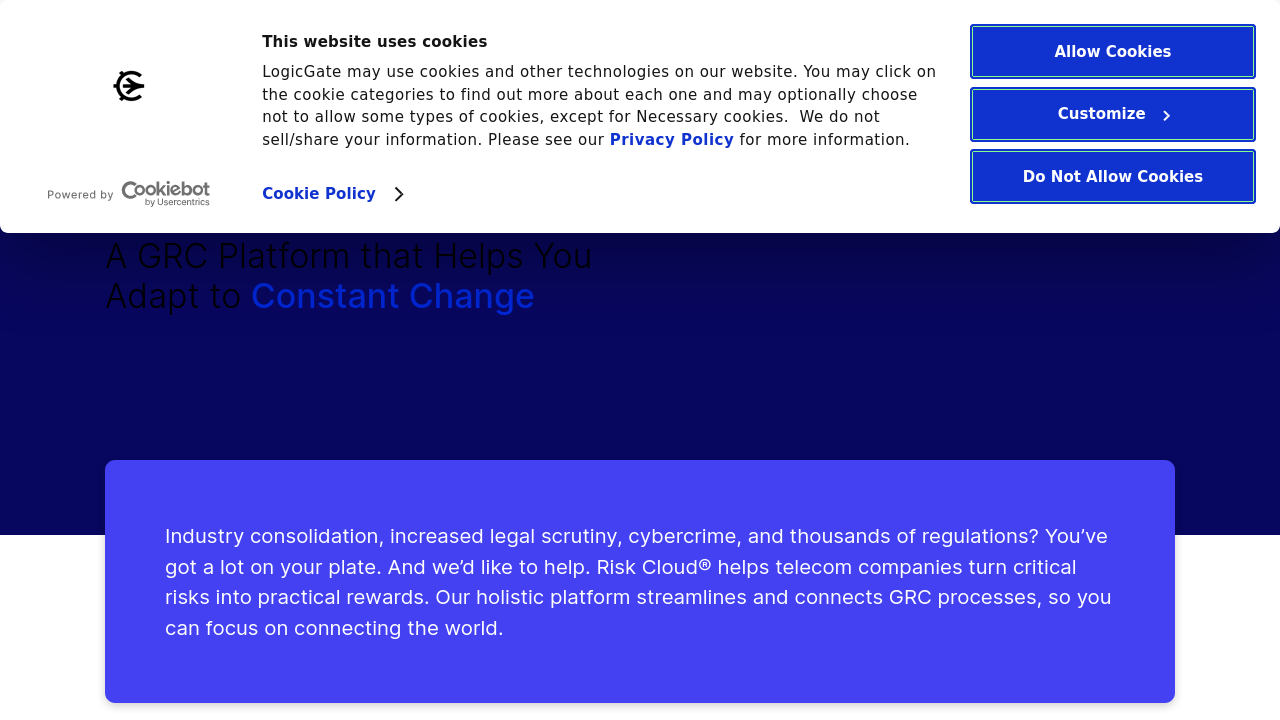 This website uses cookies
LogicGate may use cookies and other technologies on our website. You may click on
the cookie categories to find out more about each one and may optionally choose
not to allow some types of cookies, except for Necessary cookies.  We do not
sell/share your information. Please see our Privacy Policy for more information.
Cookie Policy
Powered by Cookiebot
by Usercentrics
Allow Cookies
Customize
Do Not Allow Cookies
A GRC Platform that Helps You
Adapt to Constant Change
Industry consolidation, increased legal scrutiny, cybercrime, and thousands of regulations? You’ve
got a lot on your plate. And we’d like to help. Risk Cloud® helps telecom companies turn critical
risks into practical rewards. Our holistic platform streamlines and connects GRC processes, so you
can focus on connecting the world.